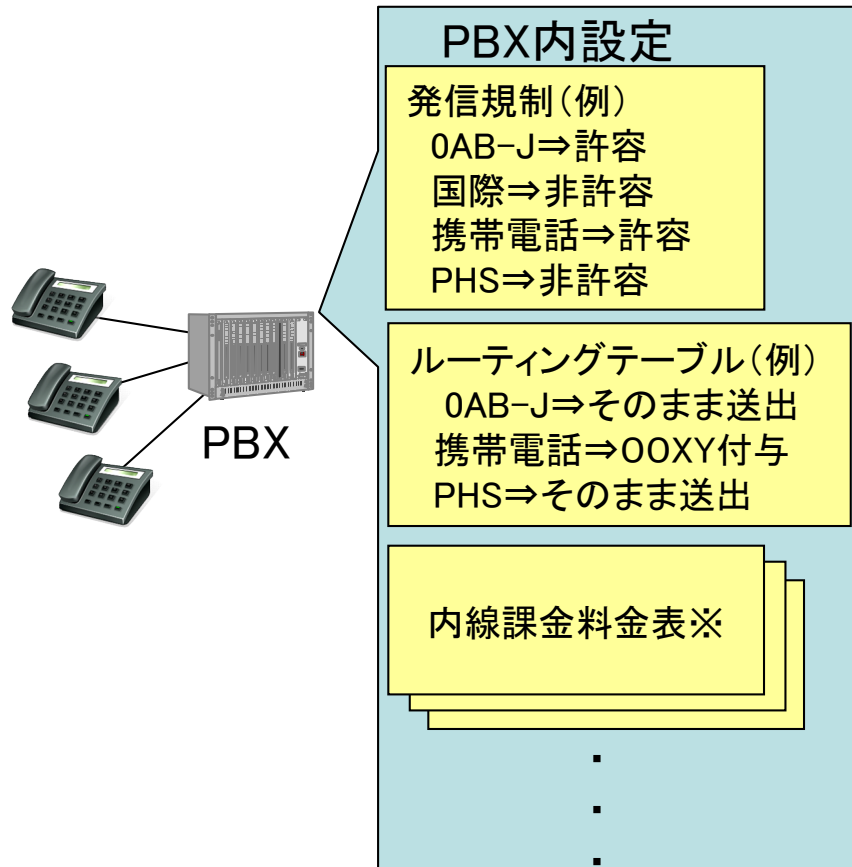 PBX内設定
発信規制(例)
0AB-J⇒許容
国際⇒非許容
携帯電話⇒許容
PHS⇒非許容
PBX
ルーティングテーブル(例)
0AB-J⇒そのまま送出
携帯電話⇒00XY付与
PHS⇒そのまま送出
内線課金料金表※
・
・
・